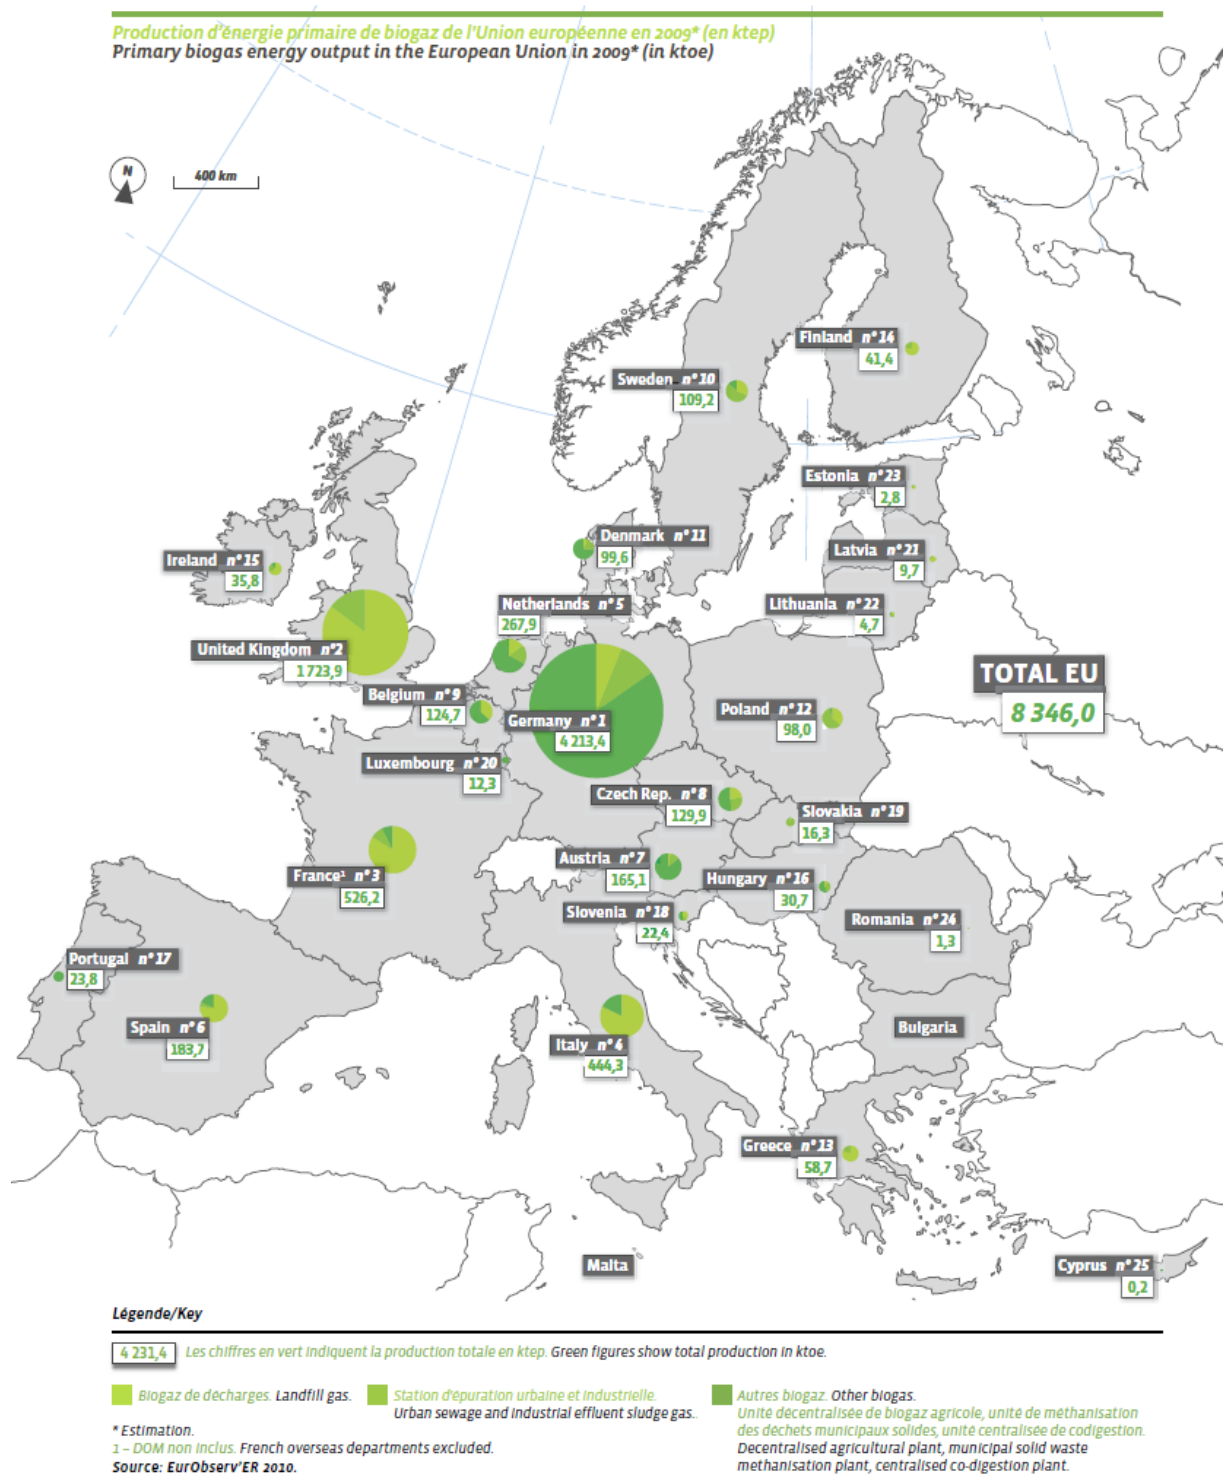 Production d'énergie primaire de biogaz de l'Union européenne en 2009* (en ktep)
Primary biogas energy output in the European Union in 2009* (in ktoe)
N
400 km
Finland n° 14
41,4
Sweden n° 10
109,2
Estonia n° 23
2,8
Denmark n° 11
99,6
Latvia n° 21
9,7
Ireland n° 15
35,8
Netherlands n° 5
267,9
Lithuania n° 22
4,7
United Kingdom n°2
1 723,9
TOTAL EU
8 346,0
Belgium n° 9
124,7
Germany n° 1
4 213,4
Poland n° 12
98,0
Luxembourg n° 20
12,3
Czech Rep. n° 8
129,9
Slovakia n° 19
16,3
Austria n° 7
165,1
France¹ n° 3
526,2
Hungary n° 16
30,7
Slovenia n° 18
22,4
Romania n° 24
1,3
Portugal n° 17
23,8
Spain n° 6
183,7
Bulgaria
Italy n° 4
444,3
Greece n° 13
58,7
Malta
Cyprus n° 25
0,2
Légende/Key
4 231,4 Les chiffres en vert indiquent la production totale en ktep. Green figures show total production in ktoe.
Biogaz de décharges. Landfill gas.
Station d'épuration urbaine et industrielle.
Urban sewage and industrial effluent sludge gas..
Autres biogaz. Other biogas.
Unité décentralisée de biogaz agricole, unité de méthanisation
des déchets municipaux solides, unité centralisée de codigestion.
Decentralised agricultural plant, municipal solid waste
methanisation plant, centralised co-digestion plant.
* Estimation.
1 – DOM non inclus. French overseas departments excluded.
Source: EurObserv'ER 2010.